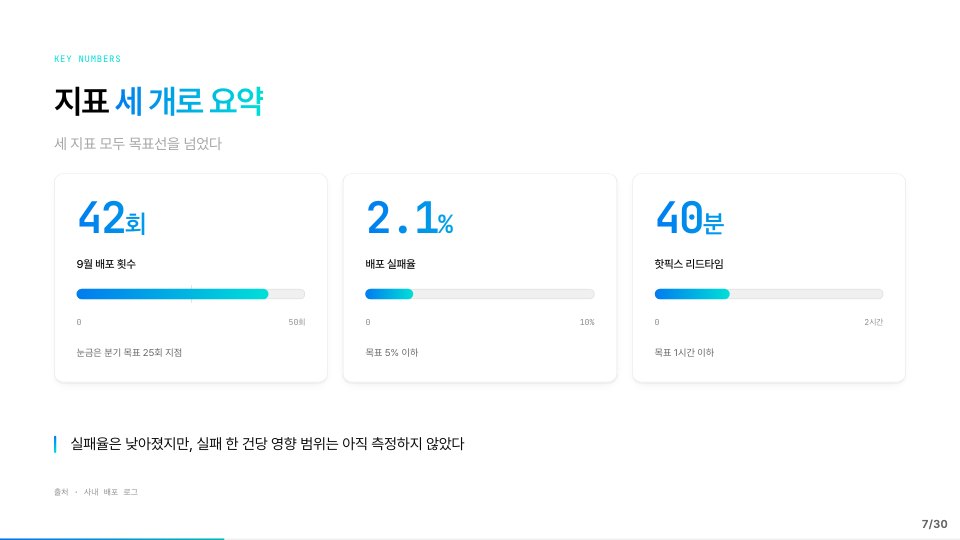 KEY NUMBERS
지표 세 개로 요약
세 지표 모두 목표선을 넘었다
42회
9월 배포 횟수
0 50회
눈금은 분기 목표 25회 지점
2.1%
배포 실패율
0 10%
목표 5% 이하
40분
핫픽스 리드타임
0 2시간
목표 1시간 이하
실패율은 낮아졌지만, 실패 한 건당 영향 범위는 아직 측정하지 않았다
출처 · 사내 배포 로그
7/30